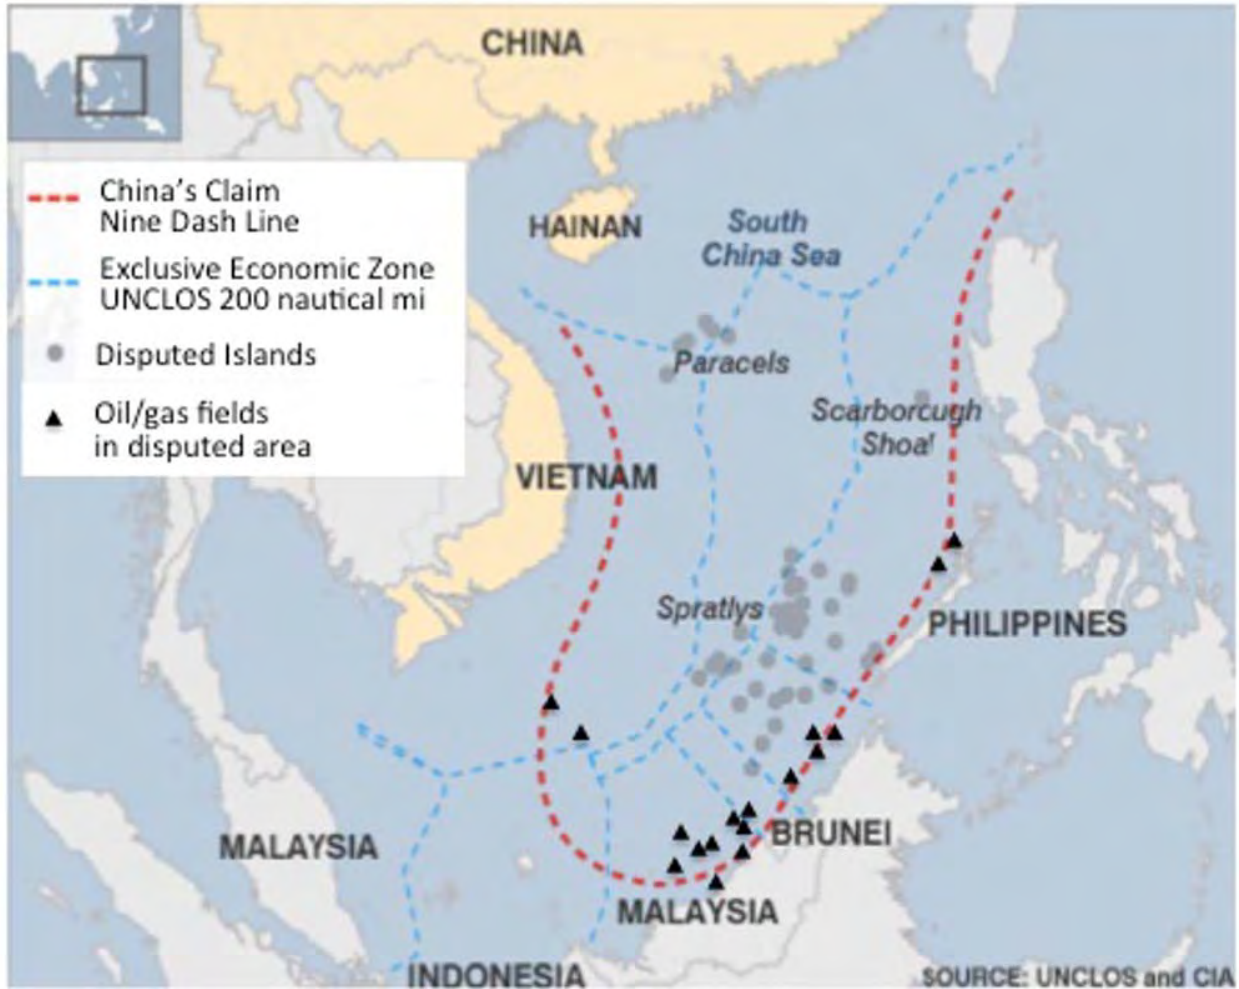 CHINA
China's Claim
Nine Dash Line
Exclusive Economic Zone
UNCLOS 200 nautical mi
Disputed Islands
Oil/gas fields
in disputed area
HAINAN
South
China Sea
Paracels
Scarborough
Shoal
VIETNAM
Spratlys
PHILIPPINES
MALAYSIA
BRUNEI
MALAYSIA
INDONESIA
SOURCE: UNCLOS and CIA